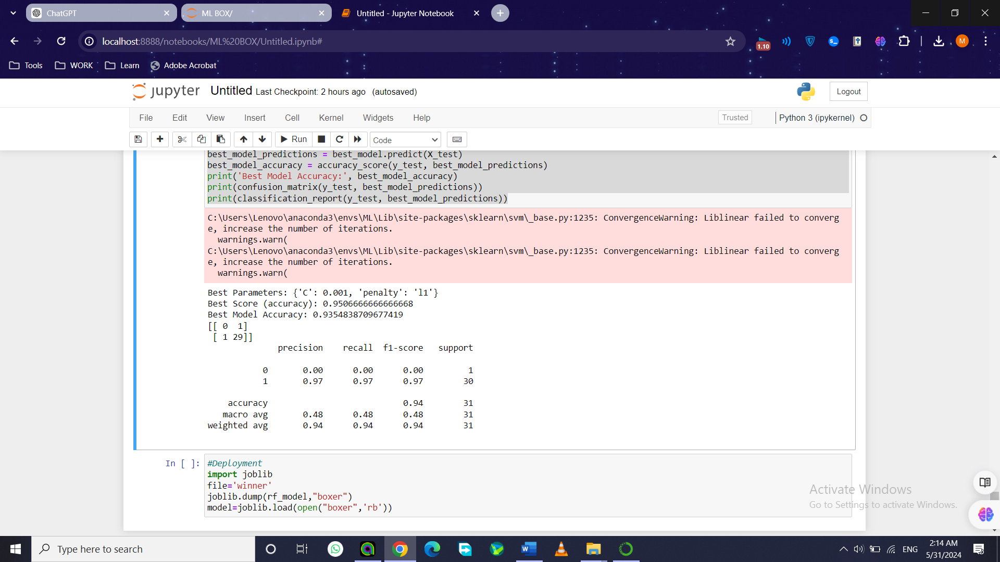 ChatGPT
ML BOX/
Untitled - Jupyter Notebook
localhost:8888/notebooks/ML%20BOX/Untitled.ipynb#
1.10
M
Tools
WORK
Learn
Adobe Acrobat
jupyter Untitled Last Checkpoint: 2 hours ago (autosaved)
Logout
File Edit View Insert Cell Kernel Widgets Help
Trusted
Python 3 (ipykernel)
Run
Code
best_model_predictions = best_model.predict(X_test)
best_model_accuracy = accuracy_score(y_test, best_model_predictions)
print('Best Model Accuracy:', best_model_accuracy)
print(confusion_matrix(y_test, best_model_predictions))
print(classification_report(y_test, best_model_predictions))
C:\Users\Lenovo\anaconda3\envs\ML\Lib\site-packages\sklearn\svm\_base.py:1235: ConvergenceWarning: Liblinear failed to converg
e, increase the number of iterations.
warnings.warn(
C:\Users\Lenovo\anaconda3\envs\ML\Lib\site-packages\sklearn\svm\_base.py:1235: ConvergenceWarning: Liblinear failed to converg
e, increase the number of iterations.
warnings.warn(
Best Parameters: {'C': 0.001, 'penalty': 'l1'}
Best Score (accuracy): 0.9506666666666668
Best Model Accuracy: 0.9354838709677419
[[ 0  1]
 [ 1 29]]
precision recall f1-score support
0 0.00 0.00 0.00 1
1 0.97 0.97 0.97 30
accuracy 0.94 31
macro avg 0.48 0.48 0.48 31
weighted avg 0.94 0.94 0.94 31
In [ ]:
#Deployment
import joblib
file='winner'
joblib.dump(rf_model,"boxer")
model=joblib.load(open("boxer",'rb'))
Activate Windows
Go to Settings to activate Windows.
Type here to search
ENG
2:14 AM
5/31/2024